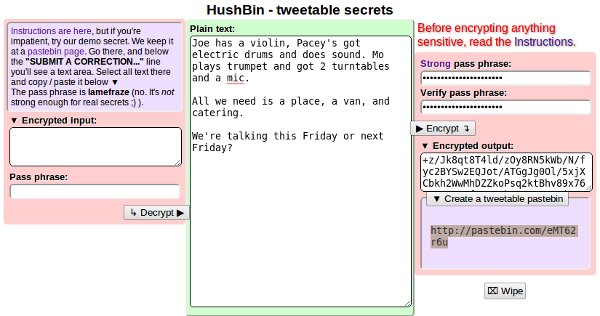 HushBin - tweetable secrets
Instructions are here, but if you're
impatient, try our demo secret. We keep it
at a pastebin page. Go there, and below
the "SUBMIT A CORRECTION..." line
you'll see a text area. Select all text there
and copy / paste it below ▼
The pass phrase is lamefraze (no. It's not
strong enough for real secrets ;) ).
▼ Encrypted input:
Pass phrase:
↳ Decrypt ▶
Plain text:
Joe has a violin, Pacey's got
electric drums and does sound. Mo
plays trumpet and got 2 turntables
and a mic.
All we need is a place, a van, and
catering.
We're talking this Friday or next
Friday?
Before encrypting anything
sensitive, read the Instructions.
Strong pass phrase:
••••••••••••••••••••••
Verify pass phrase:
••••••••••••••••••••••
▶ Encrypt ↴
▼ Encrypted output:
+z/Jk8qt8T4ld/zOy8RN5kWb/N/f
yc2BYSw2EQJot/ATGgJg0Ol/5xjX
Cbkh2WwMhDZZkoPsq2ktBhv89x76
▼ Create a tweetable pastebin
http://pastebin.com/eMT62
r6u
⌧ Wipe